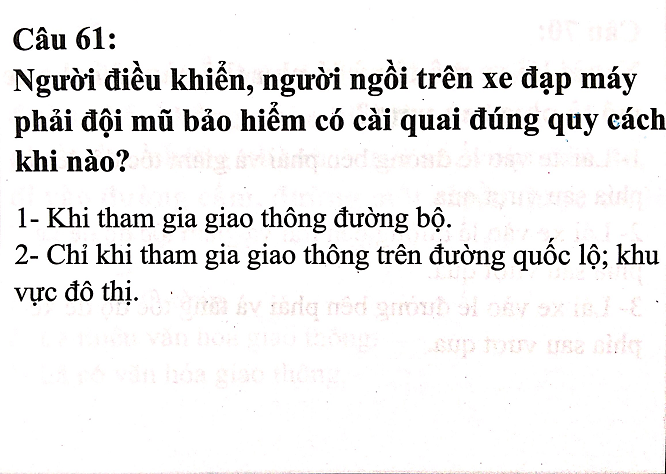 Câu 61:
Người điều khiển, người ngồi trên xe đạp máy
phải đội mũ bảo hiểm có cài quai đúng quy cách
khi nào?
1- Khi tham gia giao thông đường bộ.
2- Chỉ khi tham gia giao thông trên đường quốc lộ; khu
vực đô thị.